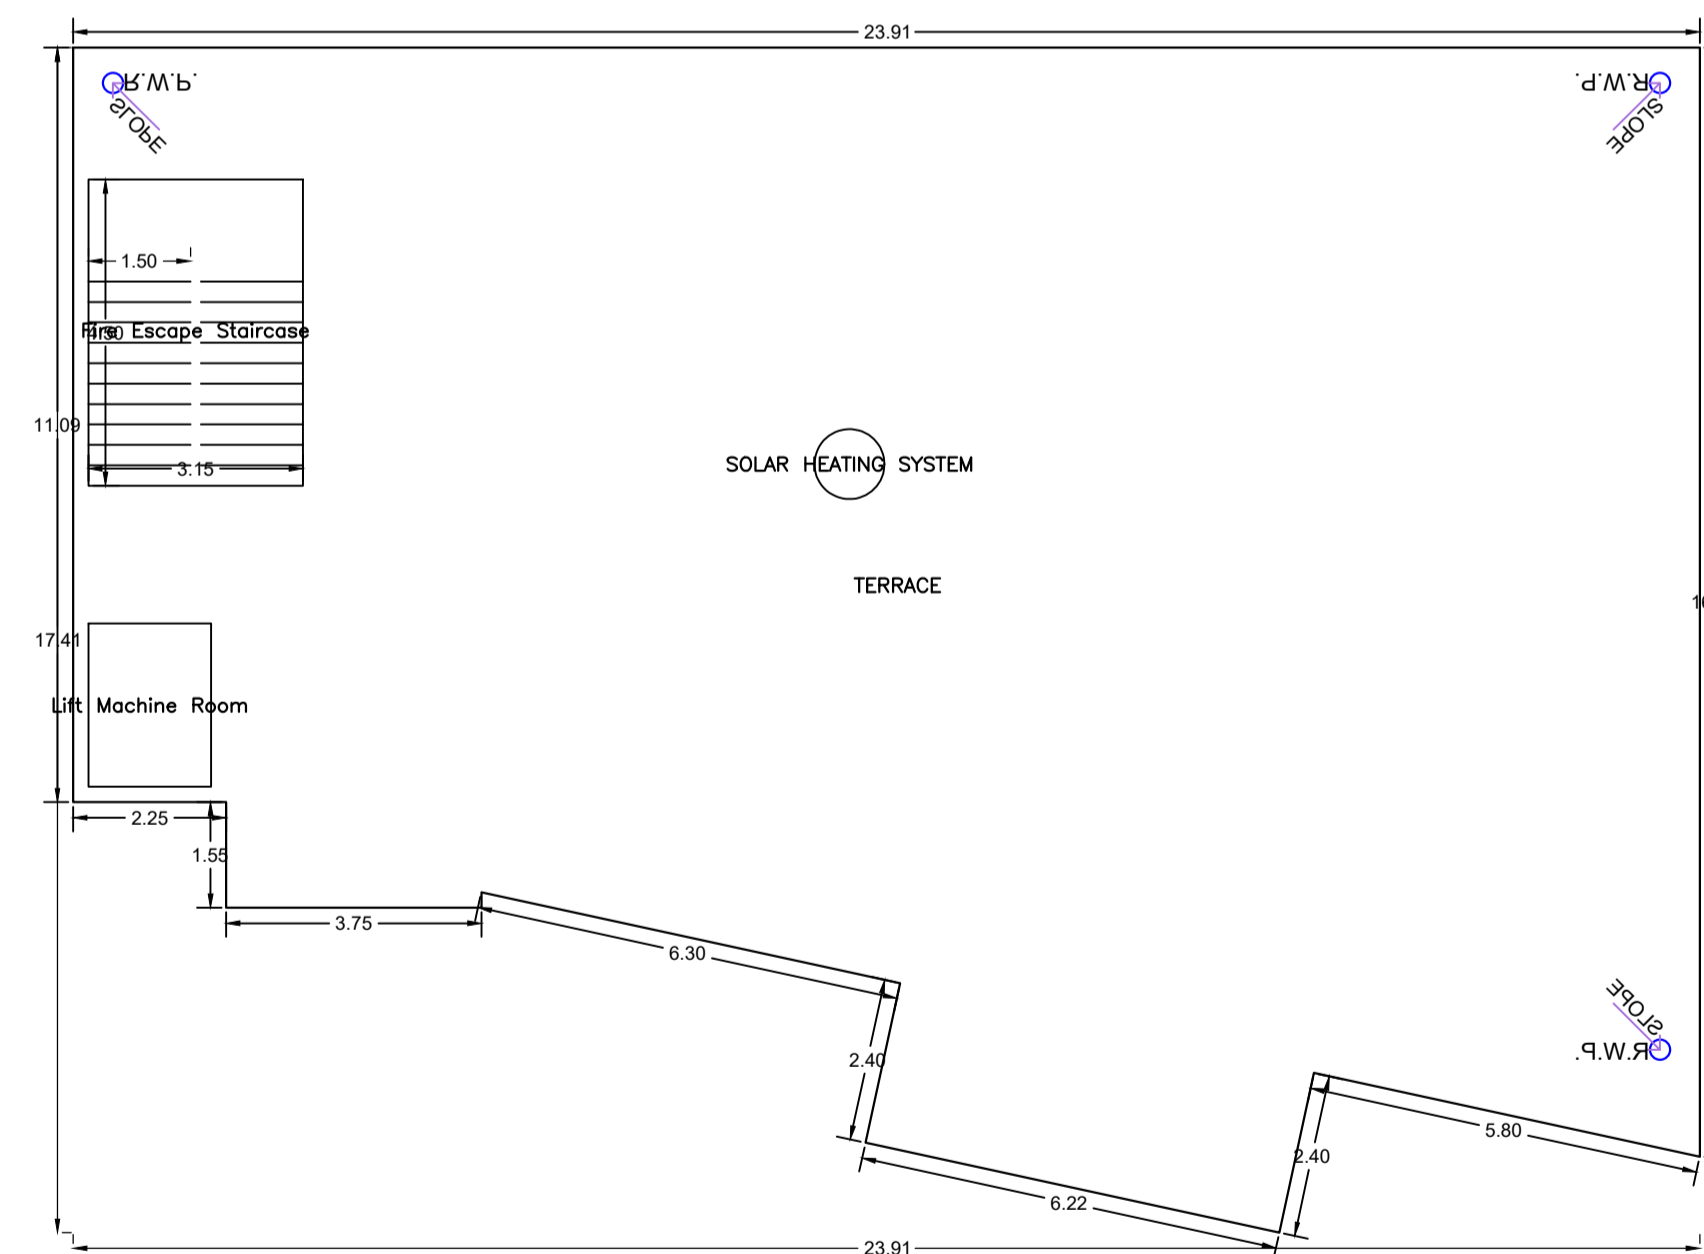 23.91
R.W.P.
R.W.P.
SLOPE
SLOPE
1.50
Fire Escape Staircase
4.50
11.09
3.15
SOLAR HEATING SYSTEM
TERRACE
17.41
Lift Machine Room
2.25
1.55
3.75
6.30
SLOPE
R.W.P.
2.40
5.80
2.40
6.22
23.91